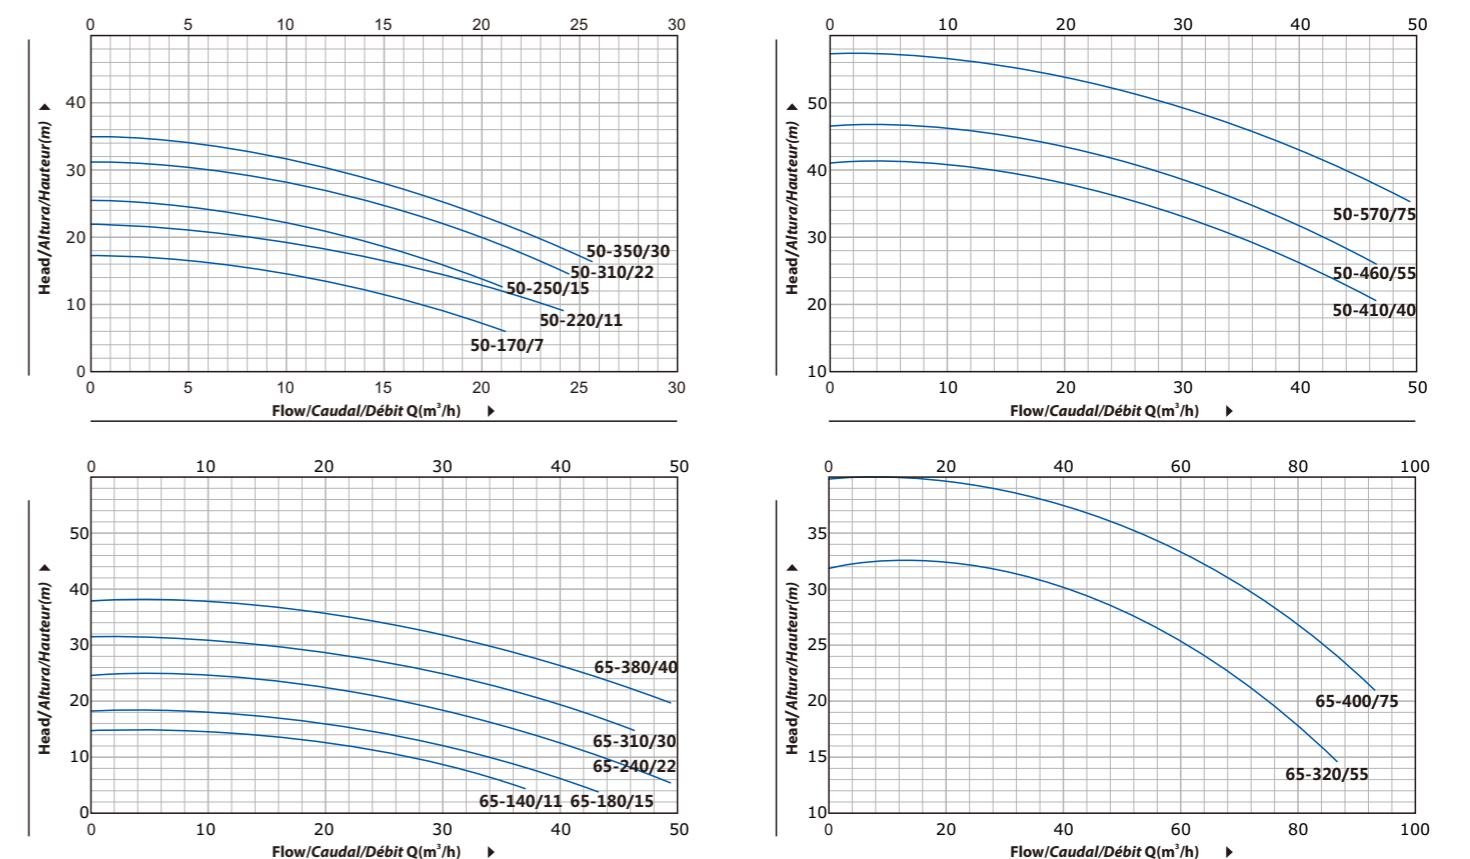 0 5 10 15 20 25 30
40
30
20
10
0
Head/Altura/Hauteur(m)
50-350/30
50-310/22
50-250/15
50-220/11
50-170/7
0 5 10 15 20 25 30
Flow/Caudal/Débit Q(m³/h)
0 10 20 30 40 50
50
40
30
20
10
Head/Altura/Hauteur(m)
50-570/75
50-460/55
50-410/40
0 10 20 30 40 50
Flow/Caudal/Débit Q(m³/h)
0 10 20 30 40 50
50
40
30
20
10
0
Head/Altura/Hauteur(m)
65-380/40
65-310/30
65-240/22
65-140/11 65-180/15
0 10 20 30 40 50
Flow/Caudal/Débit Q(m³/h)
0 20 40 60 80 100
35
30
25
20
15
10
Head/Altura/Hauteur(m)
65-400/75
65-320/55
0 20 40 60 80 100
Flow/Caudal/Débit Q(m³/h)